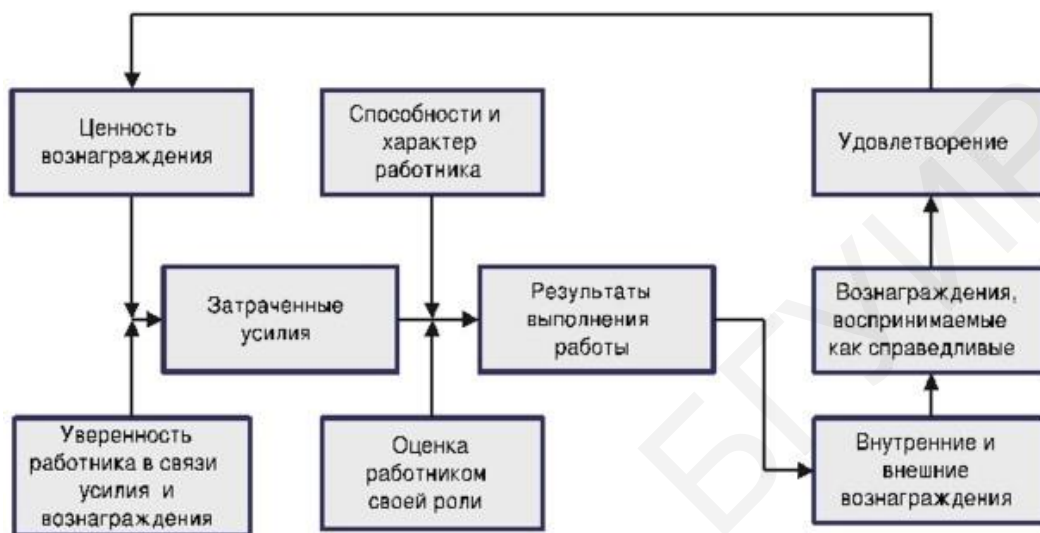 Ценность
вознаграждения
Способности и
характер
работника
Удовлетворение
Затраченные
усилия
Результаты
выполнения
работы
Вознаграждения,
воспринимаемые
как справедливые
Уверенность
работника в связи
усилия и
вознаграждения
Оценка
работником
своей роли
Внутренние и
внешние
вознаграждения
БГУИР